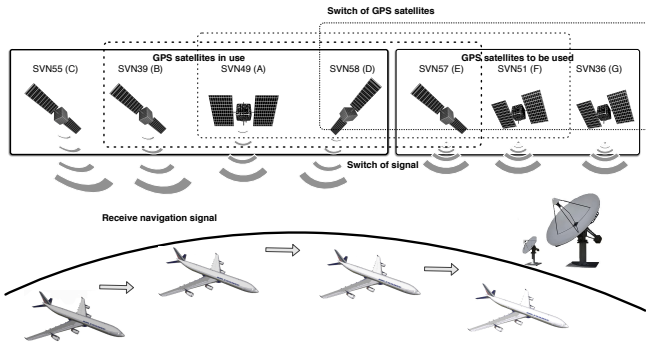 Switch of GPS satellites
GPS satellites in use
GPS satellites to be used
SVN55 (C)
SVN39 (B)
SVN49 (A)
SVN58 (D)
SVN57 (E)
SVN51 (F)
SVN36 (G)
Switch of signal
Receive navigation signal